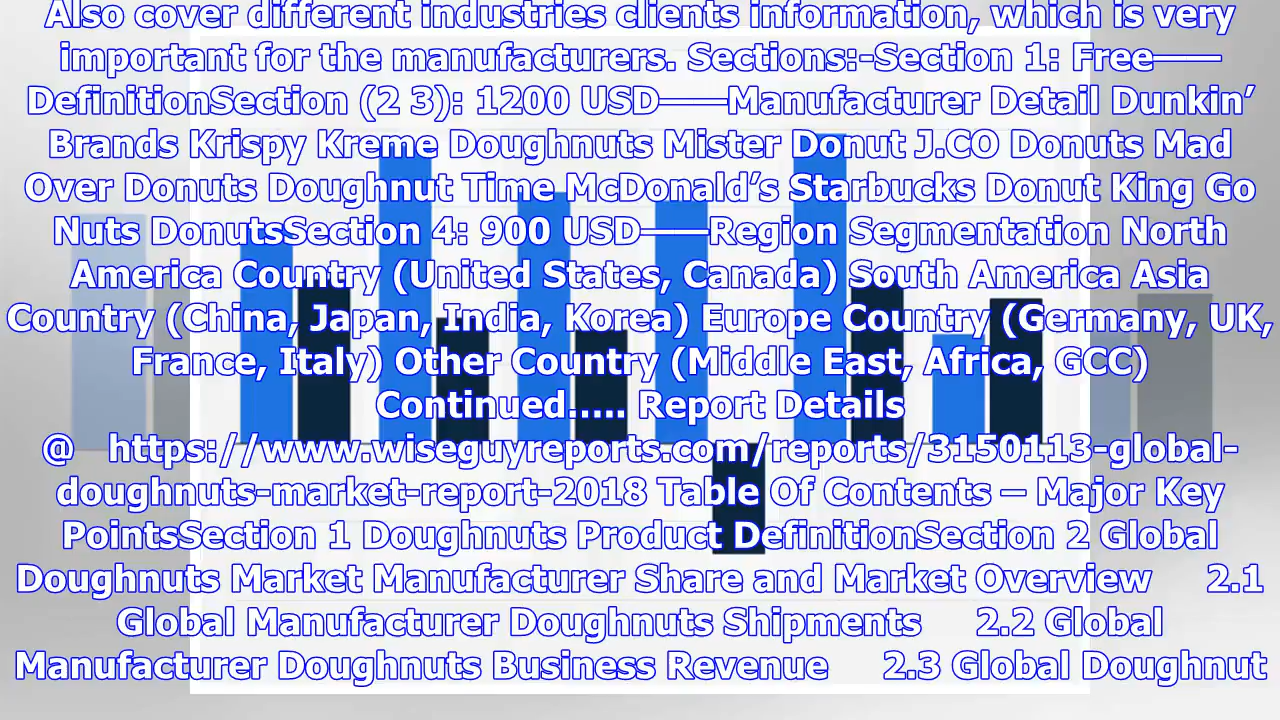 Also cover different industries clients information, which is very
important for the manufacturers. Sections:-Section 1: Free——
DefinitionSection (2 3): 1200 USD——Manufacturer Detail Dunkin’
Brands Krispy Kreme Doughnuts Mister Donut J.CO Donuts Mad
Over Donuts Doughnut Time McDonald’s Starbucks Donut King Go
Nuts DonutsSection 4: 900 USD——Region Segmentation North
America Country (United States, Canada) South America Asia
Country (China, Japan, India, Korea) Europe Country (Germany, UK,
France, Italy) Other Country (Middle East, Africa, GCC)
Continued….. Report Details
@   https://www.wiseguyreports.com/reports/3150113-global-
doughnuts-market-report-2018 Table Of Contents – Major Key
PointsSection 1 Doughnuts Product DefinitionSection 2 Global
Doughnuts Market Manufacturer Share and Market Overview     2.1
Global Manufacturer Doughnuts Shipments     2.2 Global
Manufacturer Doughnuts Business Revenue     2.3 Global Doughnut